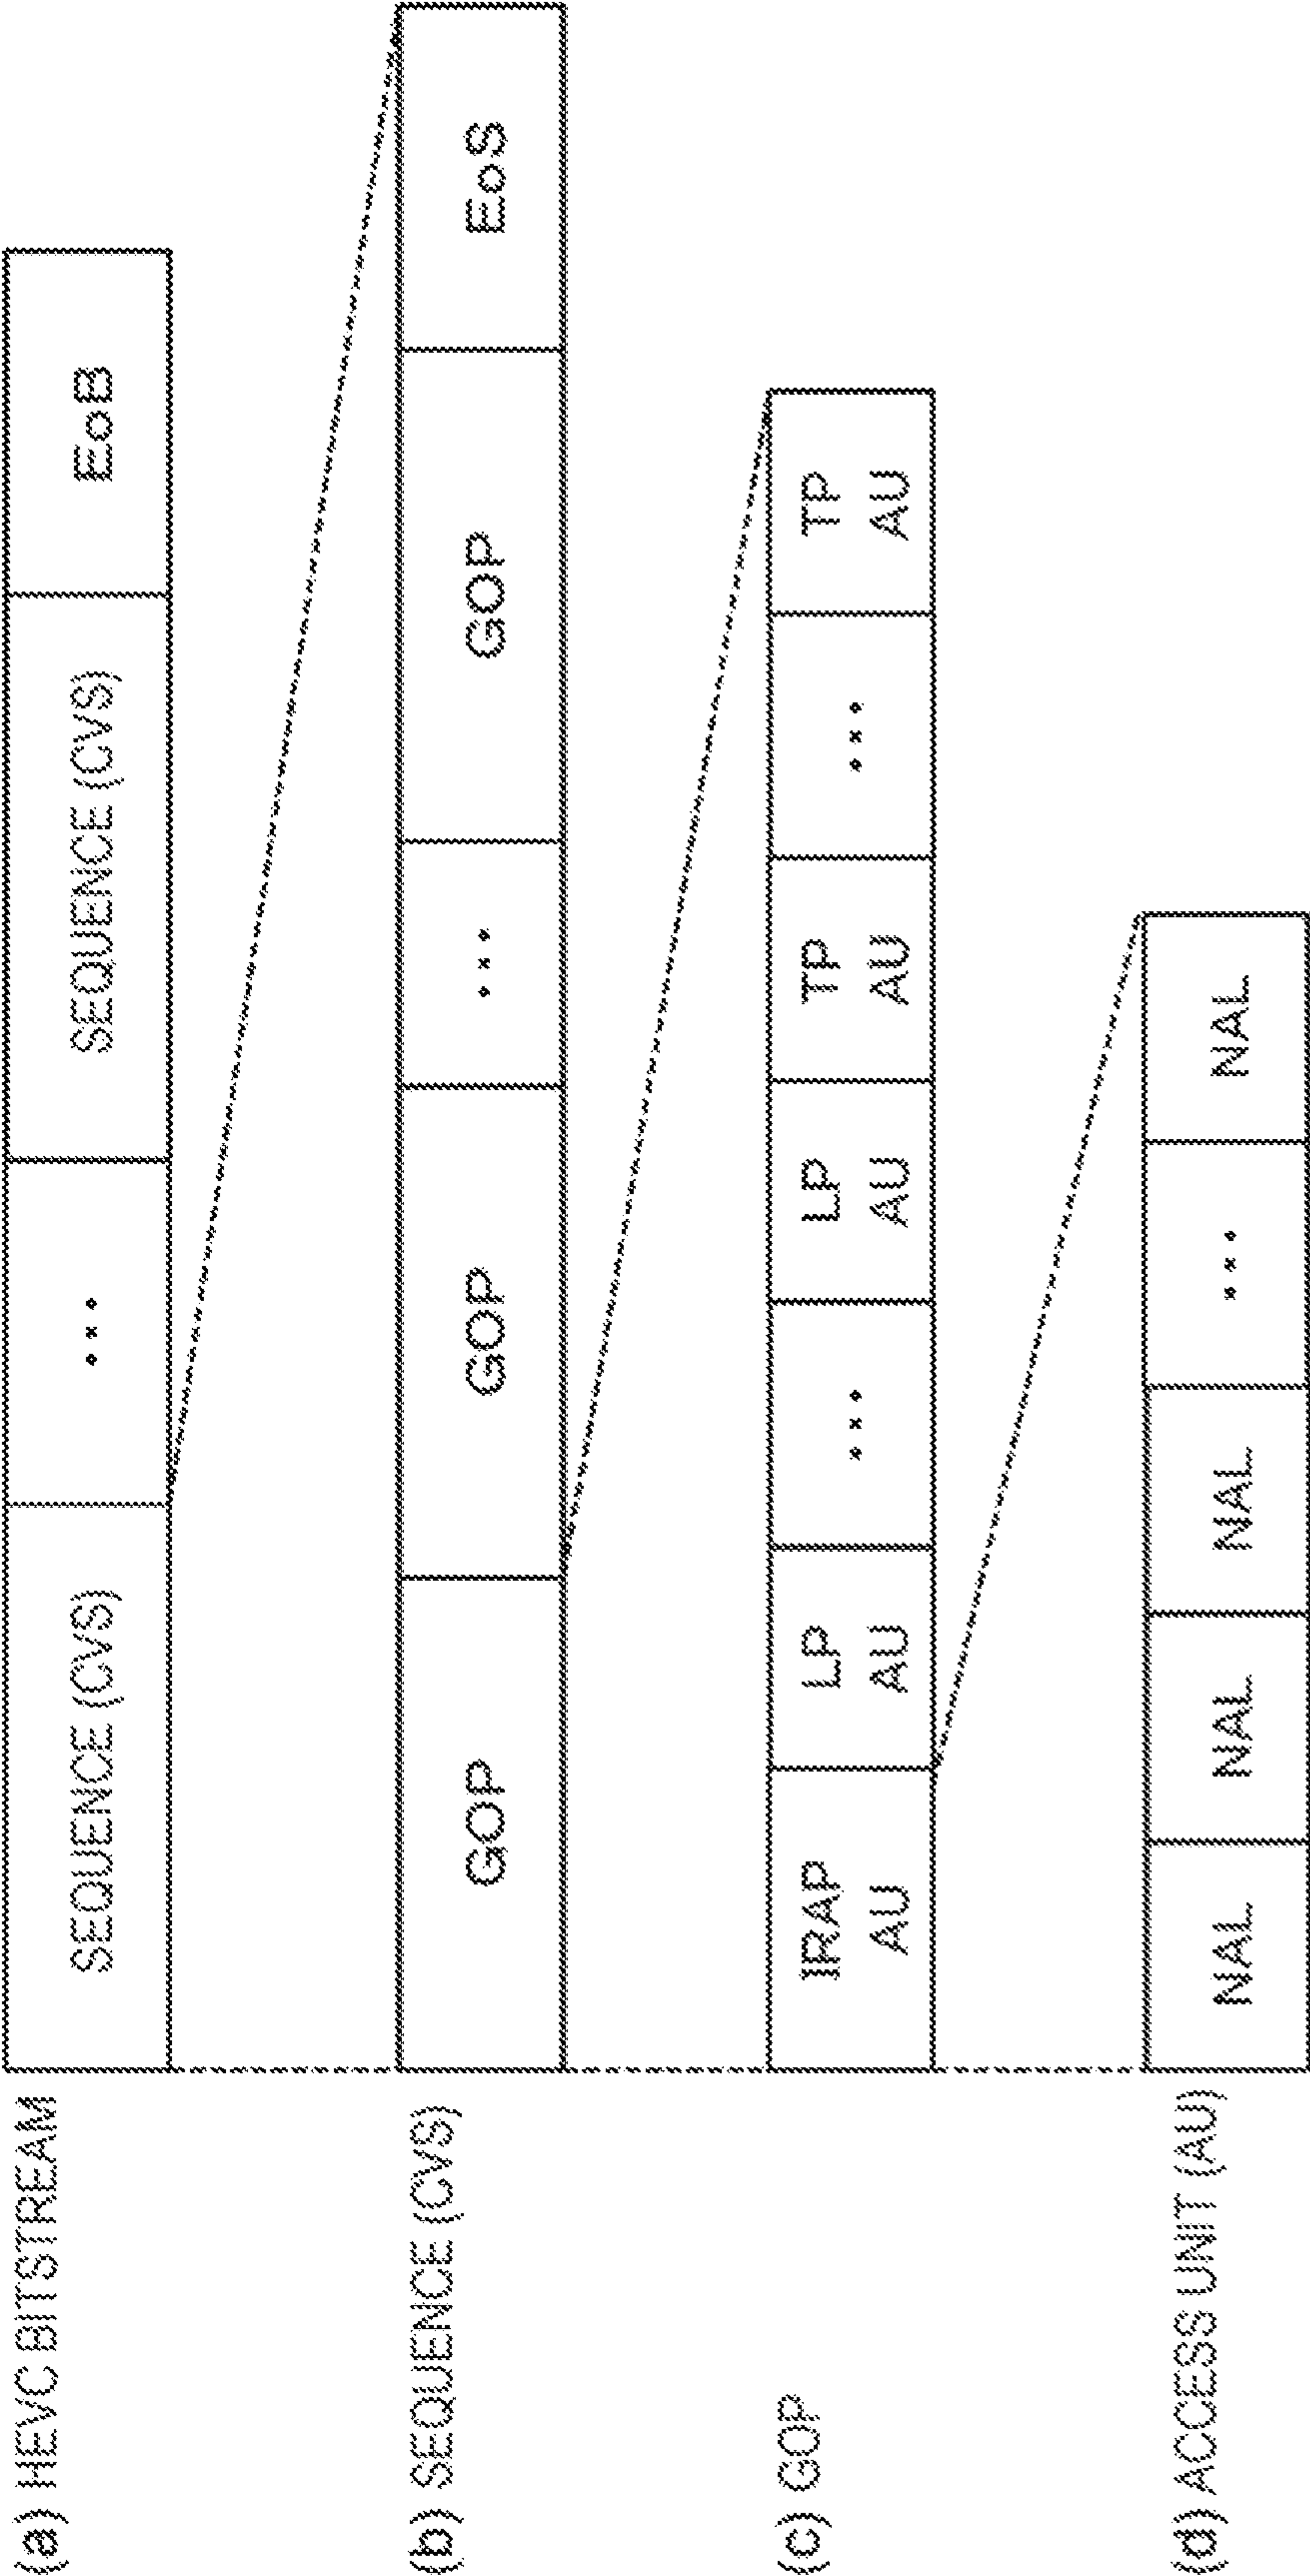 (a) HEVC BITSTREAM
SEQUENCE (CVS)
...
SEQUENCE (CVS)
EoB
(b) SEQUENCE (CVS)
GOP
GOP
...
GOP
EoS
(c) GOP
IRAP
AU
LP
AU
...
LP
AU
TP
AU
...
TP
AU
(d) ACCESS UNIT (AU)
NAL
NAL
NAL
...
NAL